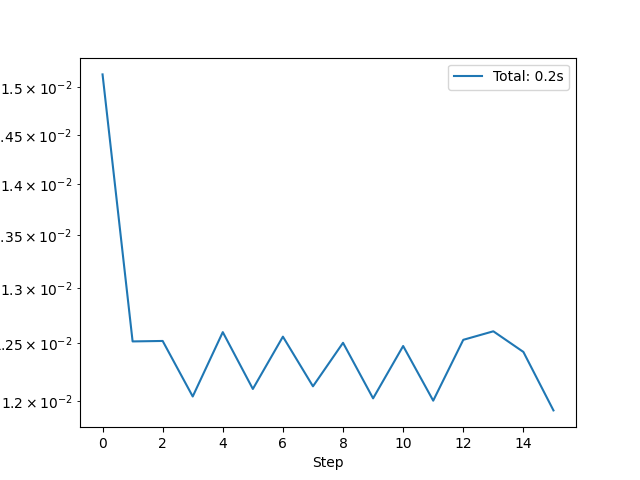 Total: 0.2s
1.5 × 10⁻²
.45 × 10⁻²
1.4 × 10⁻²
.35 × 10⁻²
1.3 × 10⁻²
.25 × 10⁻²
1.2 × 10⁻²
0 2 4 6 8 10 12 14
Step